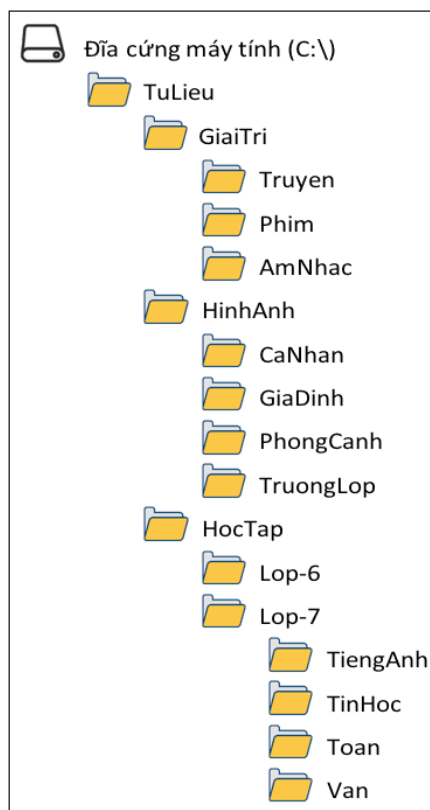 Đĩa cứng máy tính (C:\)
TuLieu
GiaiTri
Truyen
Phim
AmNhac
HinhAnh
CaNhan
GiaDinh
PhongCanh
TruongLop
HocTap
Lop-6
Lop-7
TiengAnh
TinHoc
Toan
Van